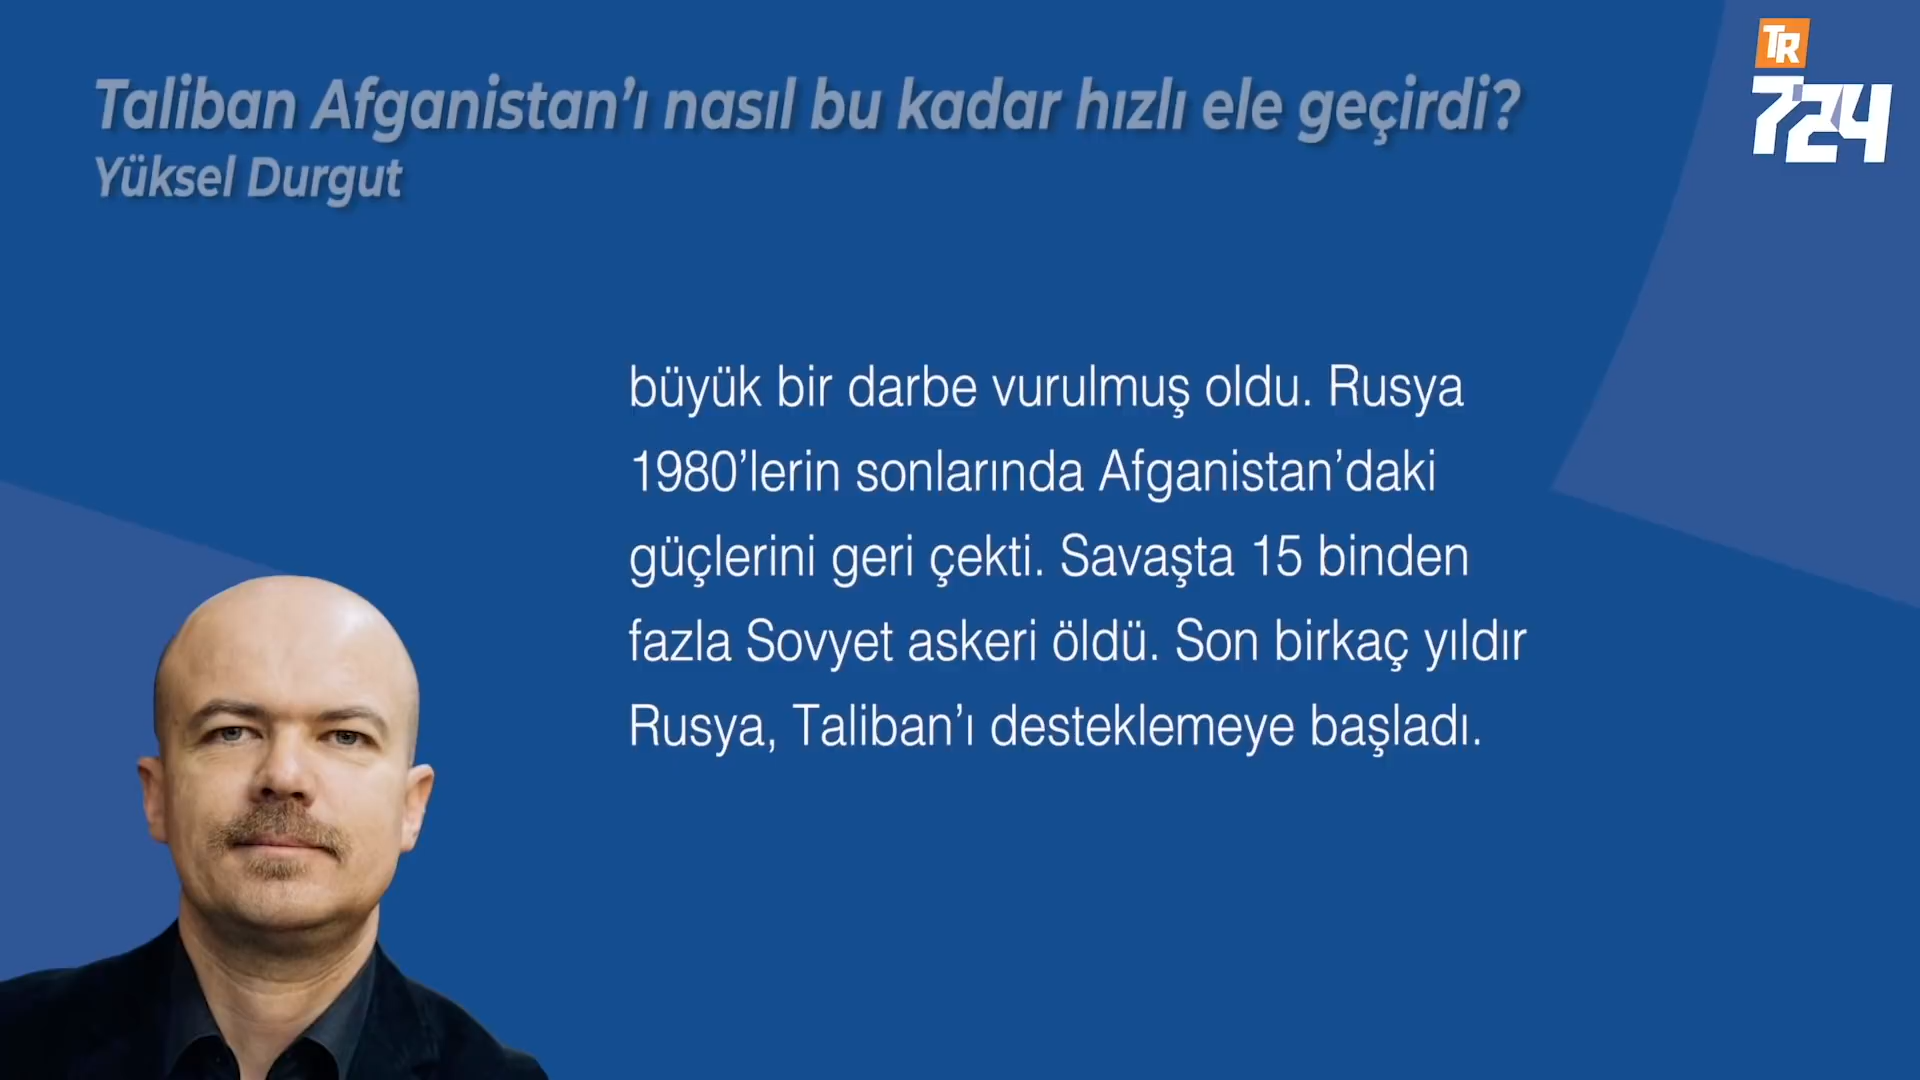 Taliban Afganistan’ı nasıl bu kadar hızlı ele geçirdi?
Yüksel Durgut
TR
724
büyük bir darbe vurulmuş oldu. Rusya
1980’lerin sonlarında Afganistan’daki
güçlerini geri çekti. Savaşta 15 binden
fazla Sovyet askeri öldü. Son birkaç yıldır
Rusya, Taliban’ı desteklemeye başladı.